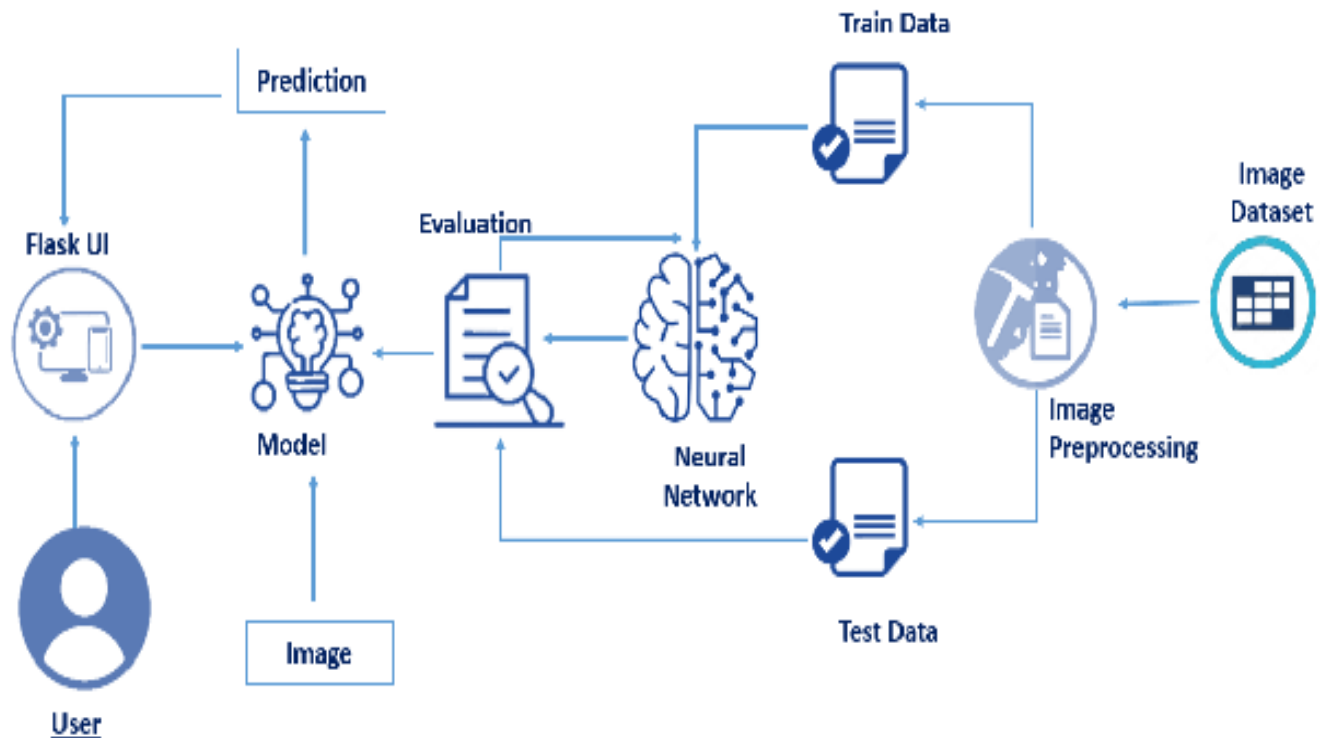 Train Data
Prediction
Image
Dataset
Evaluation
Flask UI
Image
Preprocessing
Model
Neural
Network
Test Data
Image
User